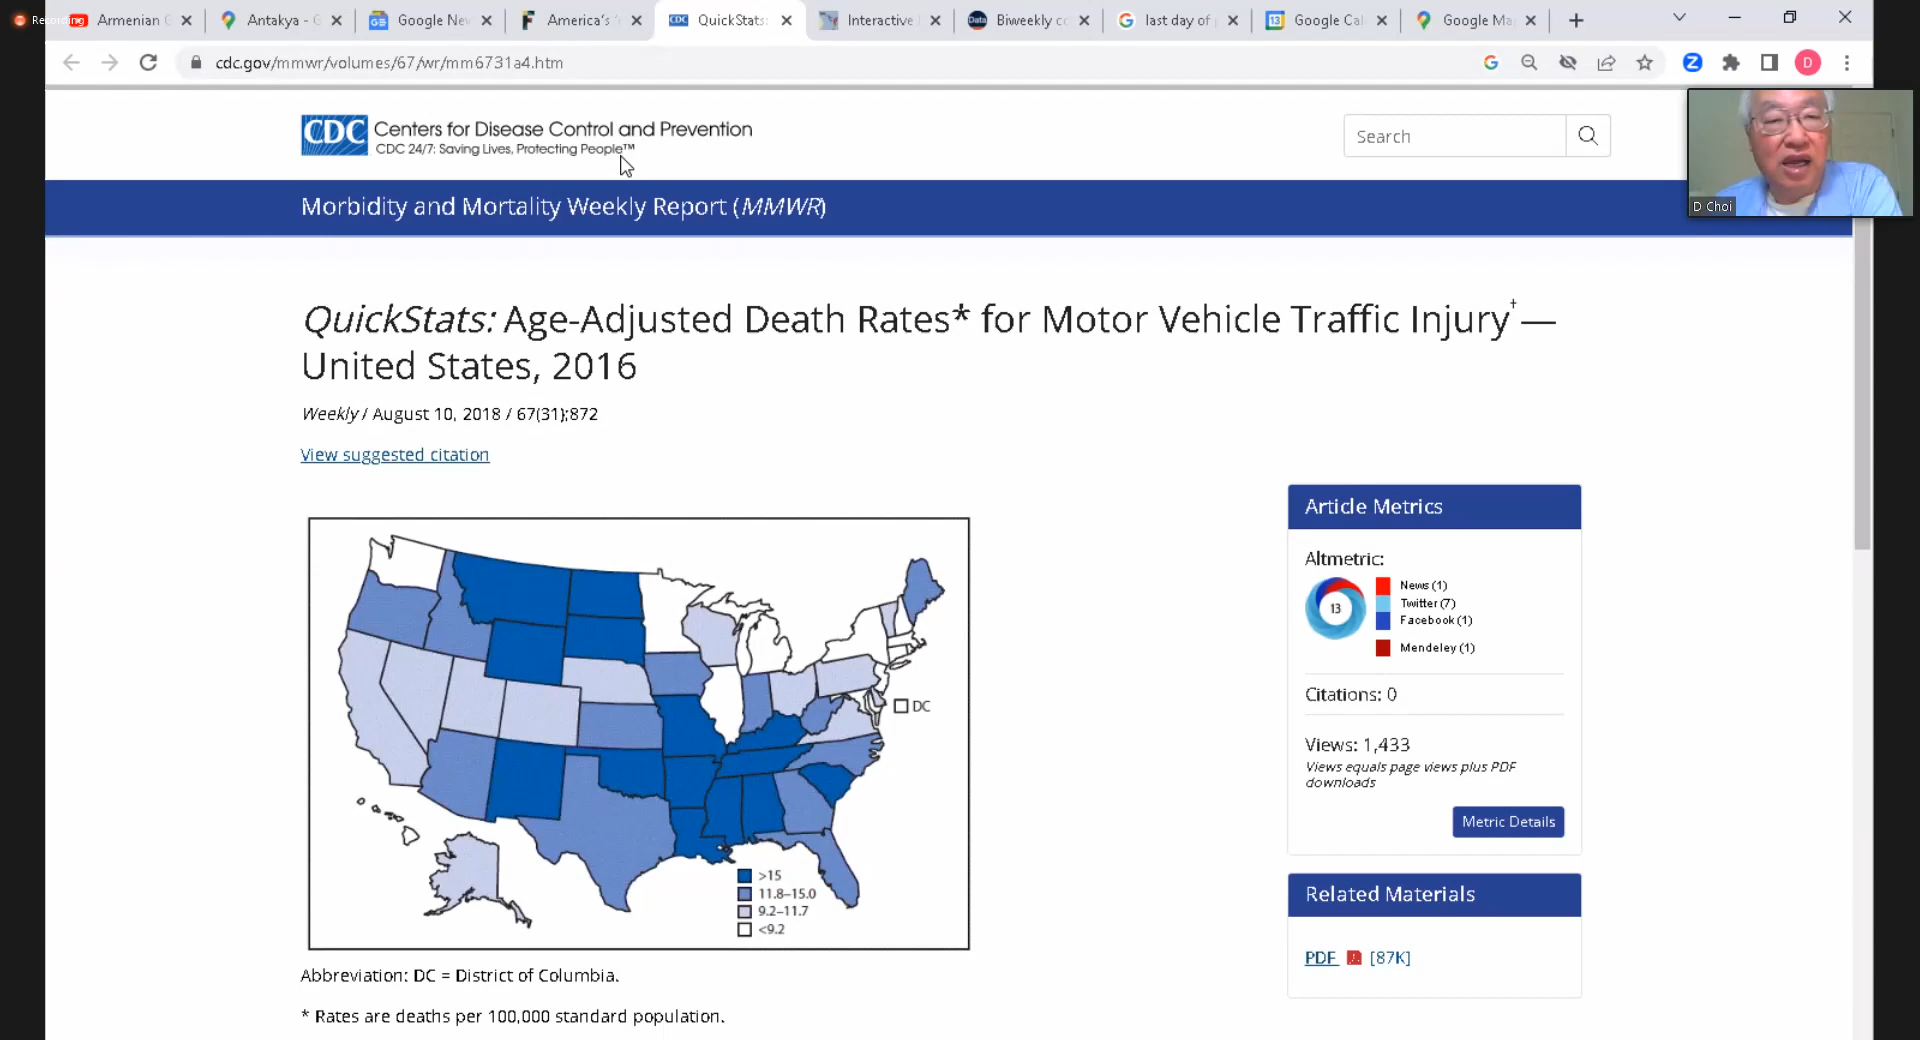 Recording
Armenian G
Antakya - G
Google New
America's '
QuickStats:
Interactive
Biweekly co
last day of
Google Cal
Google Ma
cdc.gov/mmwr/volumes/67/wr/mm6731a4.htm
D
CDC Centers for Disease Control and Prevention
CDC 24/7: Saving Lives, Protecting People™
Search
D Choi
Morbidity and Mortality Weekly Report (MMWR)
QuickStats: Age-Adjusted Death Rates* for Motor Vehicle Traffic Injury† —
United States, 2016
Weekly / August 10, 2018 / 67(31);872
View suggested citation
DC
>15
11.8–15.0
9.2–11.7
<9.2
Abbreviation: DC = District of Columbia.
* Rates are deaths per 100,000 standard population.
Article Metrics
Altmetric:
13
News (1)
Twitter (7)
Facebook (1)
Mendeley (1)
Citations: 0
Views: 1,433
Views equals page views plus PDF
downloads
Metric Details
Related Materials
PDF [87K]